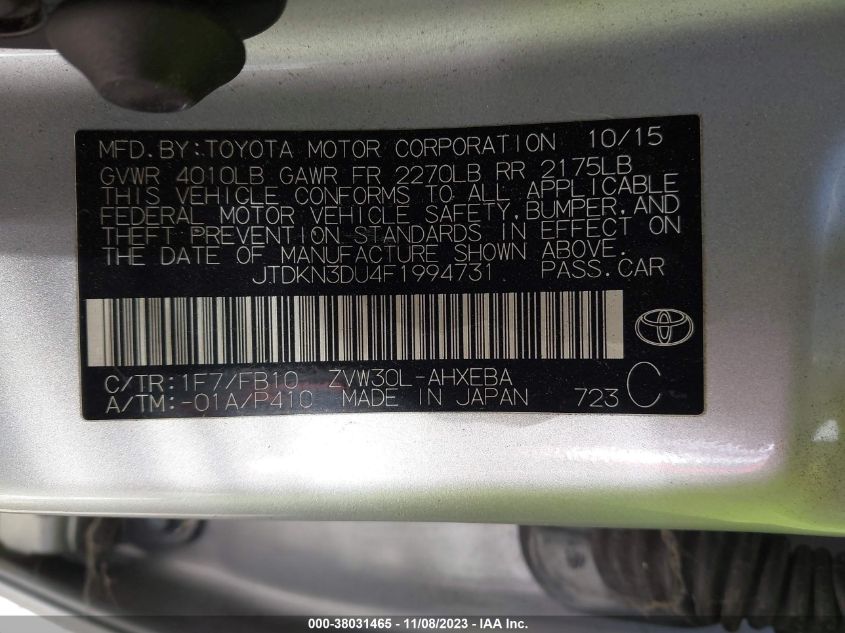 MFD.BY:TOYOTA MOTOR CORPORATION 10/15
GVWR 4010LB GAWR FR 2270LB RR 2175LB
THIS VEHICLE CONFORMS TO ALL APPLICABLE
FEDERAL MOTOR VEHICLE SAFETY,BUMPER,AND
THEFT PREVENTION STANDARDS IN EFFECT ON
THE DATE OF MANUFACTURE SHOWN ABOVE.
JTDKN3DU4F1994731 PASS.CAR
C/TR:1F7/FB10 ZVW30L-AHXEBA
A/TM:-01A/P410 MADE IN JAPAN 723 C
000-38031465 - 11/08/2023 - IAA Inc.